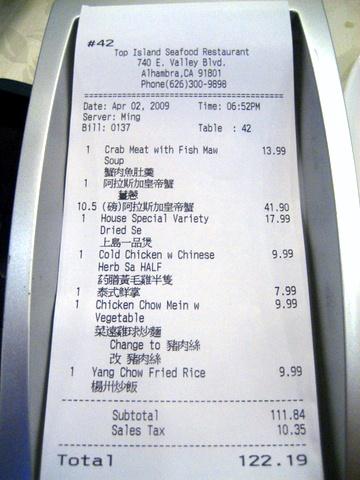 #42
Top Island Seafood Restaurant
740 E. Valley Blvd.
Alhambra,CA 91801
Phone(626)300-9898
Date: Apr 02, 2009 Time: 06:52PM
Server: Ming
Bill: 0137 Table : 42
1 Crab Meat with Fish Maw 13.99
Soup
蟹肉魚肚羹
1 阿拉斯加皇帝蟹
薑蔥
10.5 (磅)阿拉斯加皇帝蟹 41.90
1 House Special Variety 17.99
Dried Se
上島一品煲
1 Cold Chicken w Chinese 9.99
Herb Sa HALF
药膳黃毛雞半隻
1 泰式鮮掌 7.99
1 Chicken Chow Mein w 9.99
Vegetable
菜遠雞球炒麵
Change to 豬肉絲
改 豬肉絲
1 Yang Chow Fried Rice 9.99
楊州炒飯
Subtotal 111.84
Sales Tax 10.35
Total 122.19